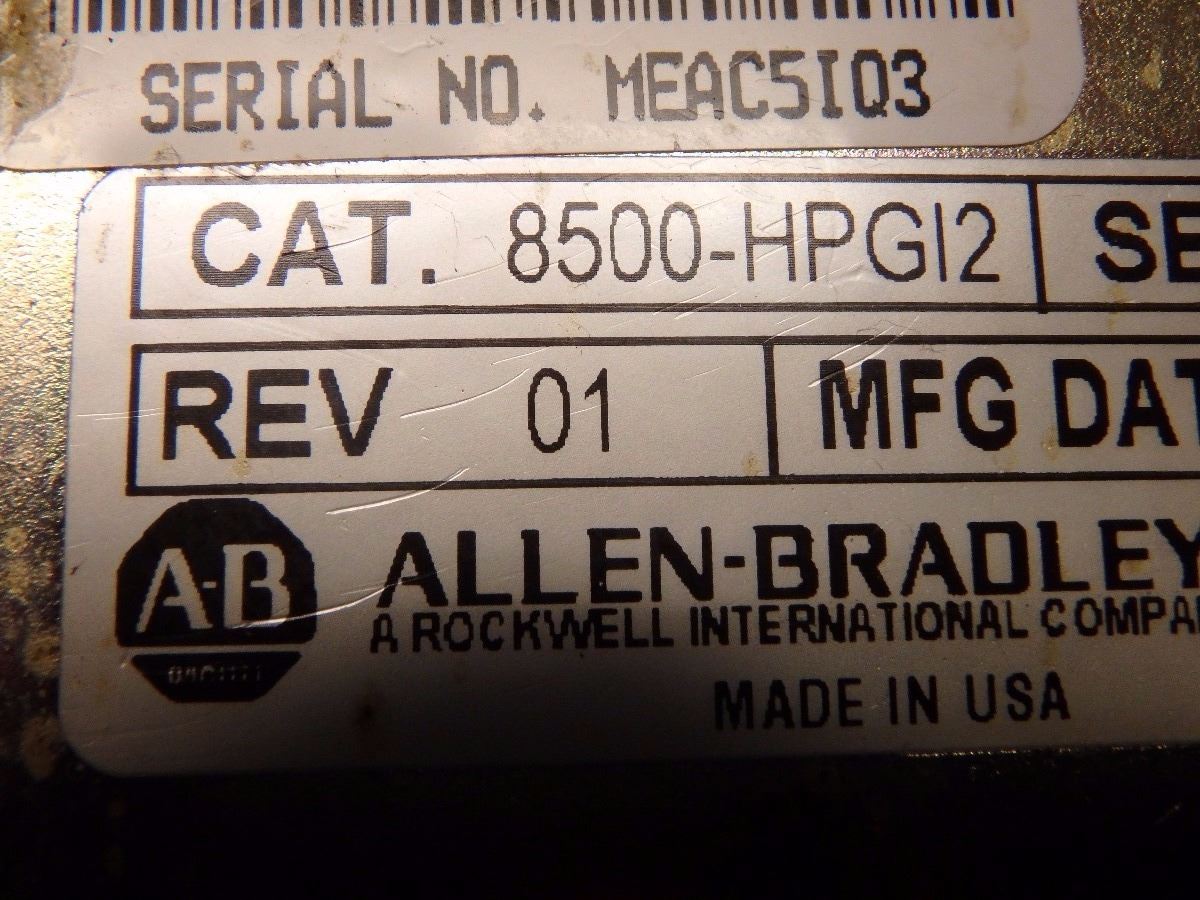 SERIAL NO. MEAC5IQ3
CAT. 8500-HPGI2 SE
REV 01 MFG DAT
A-B ALLEN-BRADLEY
A ROCKWELL INTERNATIONAL COMPA
MADE IN USA